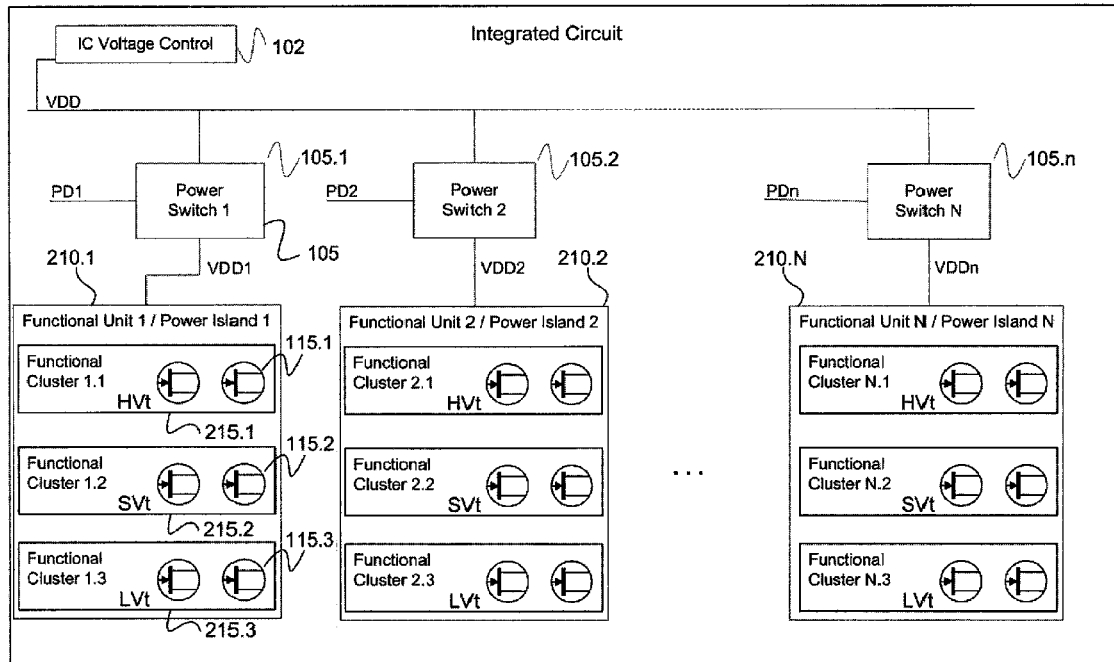 IC Voltage Control
102
Integrated Circuit
VDD
105.1
105.2
105.n
PD1
Power
Switch 1
PD2
Power
Switch 2
PDn
Power
Switch N
105
210.1
VDD1
VDD2
210.2
210.N
VDDn
Functional Unit 1 / Power Island 1
Functional
Cluster 1.1
HVt
115.1
215.1
Functional
Cluster 1.2
SVt
115.2
215.2
Functional
Cluster 1.3
LVt
115.3
215.3
Functional Unit 2 / Power Island 2
Functional
Cluster 2.1
HVt
Functional
Cluster 2.2
SVt
Functional
Cluster 2.3
LVt
...
Functional Unit N / Power Island N
Functional
Cluster N.1
HVt
Functional
Cluster N.2
SVt
Functional
Cluster N.3
LVt